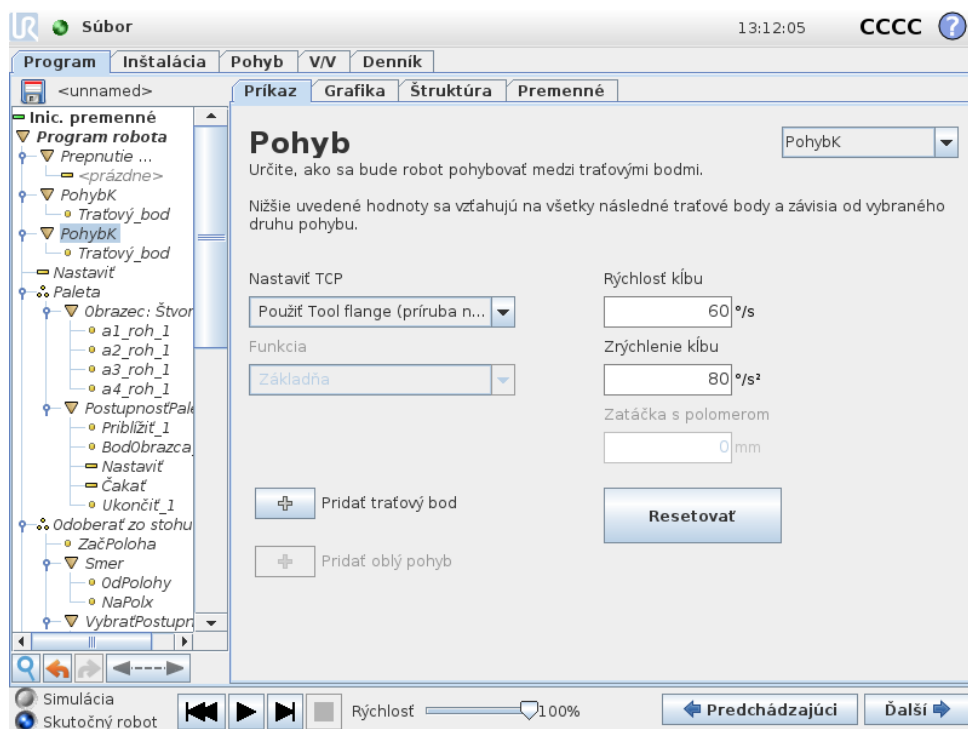 Súbor
13:12:05
CCCC
Program
Inštalácia
Pohyb
V/V
Denník
<unnamed>
Príkaz
Grafika
Štruktúra
Premenné
Inic. premenné
Program robota
Prepnutie ...
<prázdne>
PohybK
Traťový_bod
PohybK
Traťový_bod
Nastaviť
Paleta
Obrazec: Štvor
a1_roh_1
a2_roh_1
a3_roh_1
a4_roh_1
PostupnosťPale
Priblížiť_1
BodObrazca_
Nastaviť
Čakať
Ukončiť_1
Odoberať zo stohu
ZačPoloha
Smer
OdPolohy
NaPolx
VybraťPostupn
Pohyb
PohybK
Určite, ako sa bude robot pohybovať medzi traťovými bodmi.
Nižšie uvedené hodnoty sa vzťahujú na všetky následné traťové body a závisia od vybraného
druhu pohybu.
Nastaviť TCP
Použiť Tool flange (príruba n...
Funkcia
Základňa
Rýchlosť kĺbu
60 °/s
Zrýchlenie kĺbu
80 °/s²
Zatáčka s polomerom
0 mm
Pridať traťový bod
Pridať oblý pohyb
Resetovať
Simulácia
Skutočný robot
Rýchlosť
100%
Predchádzajúci
Ďalší